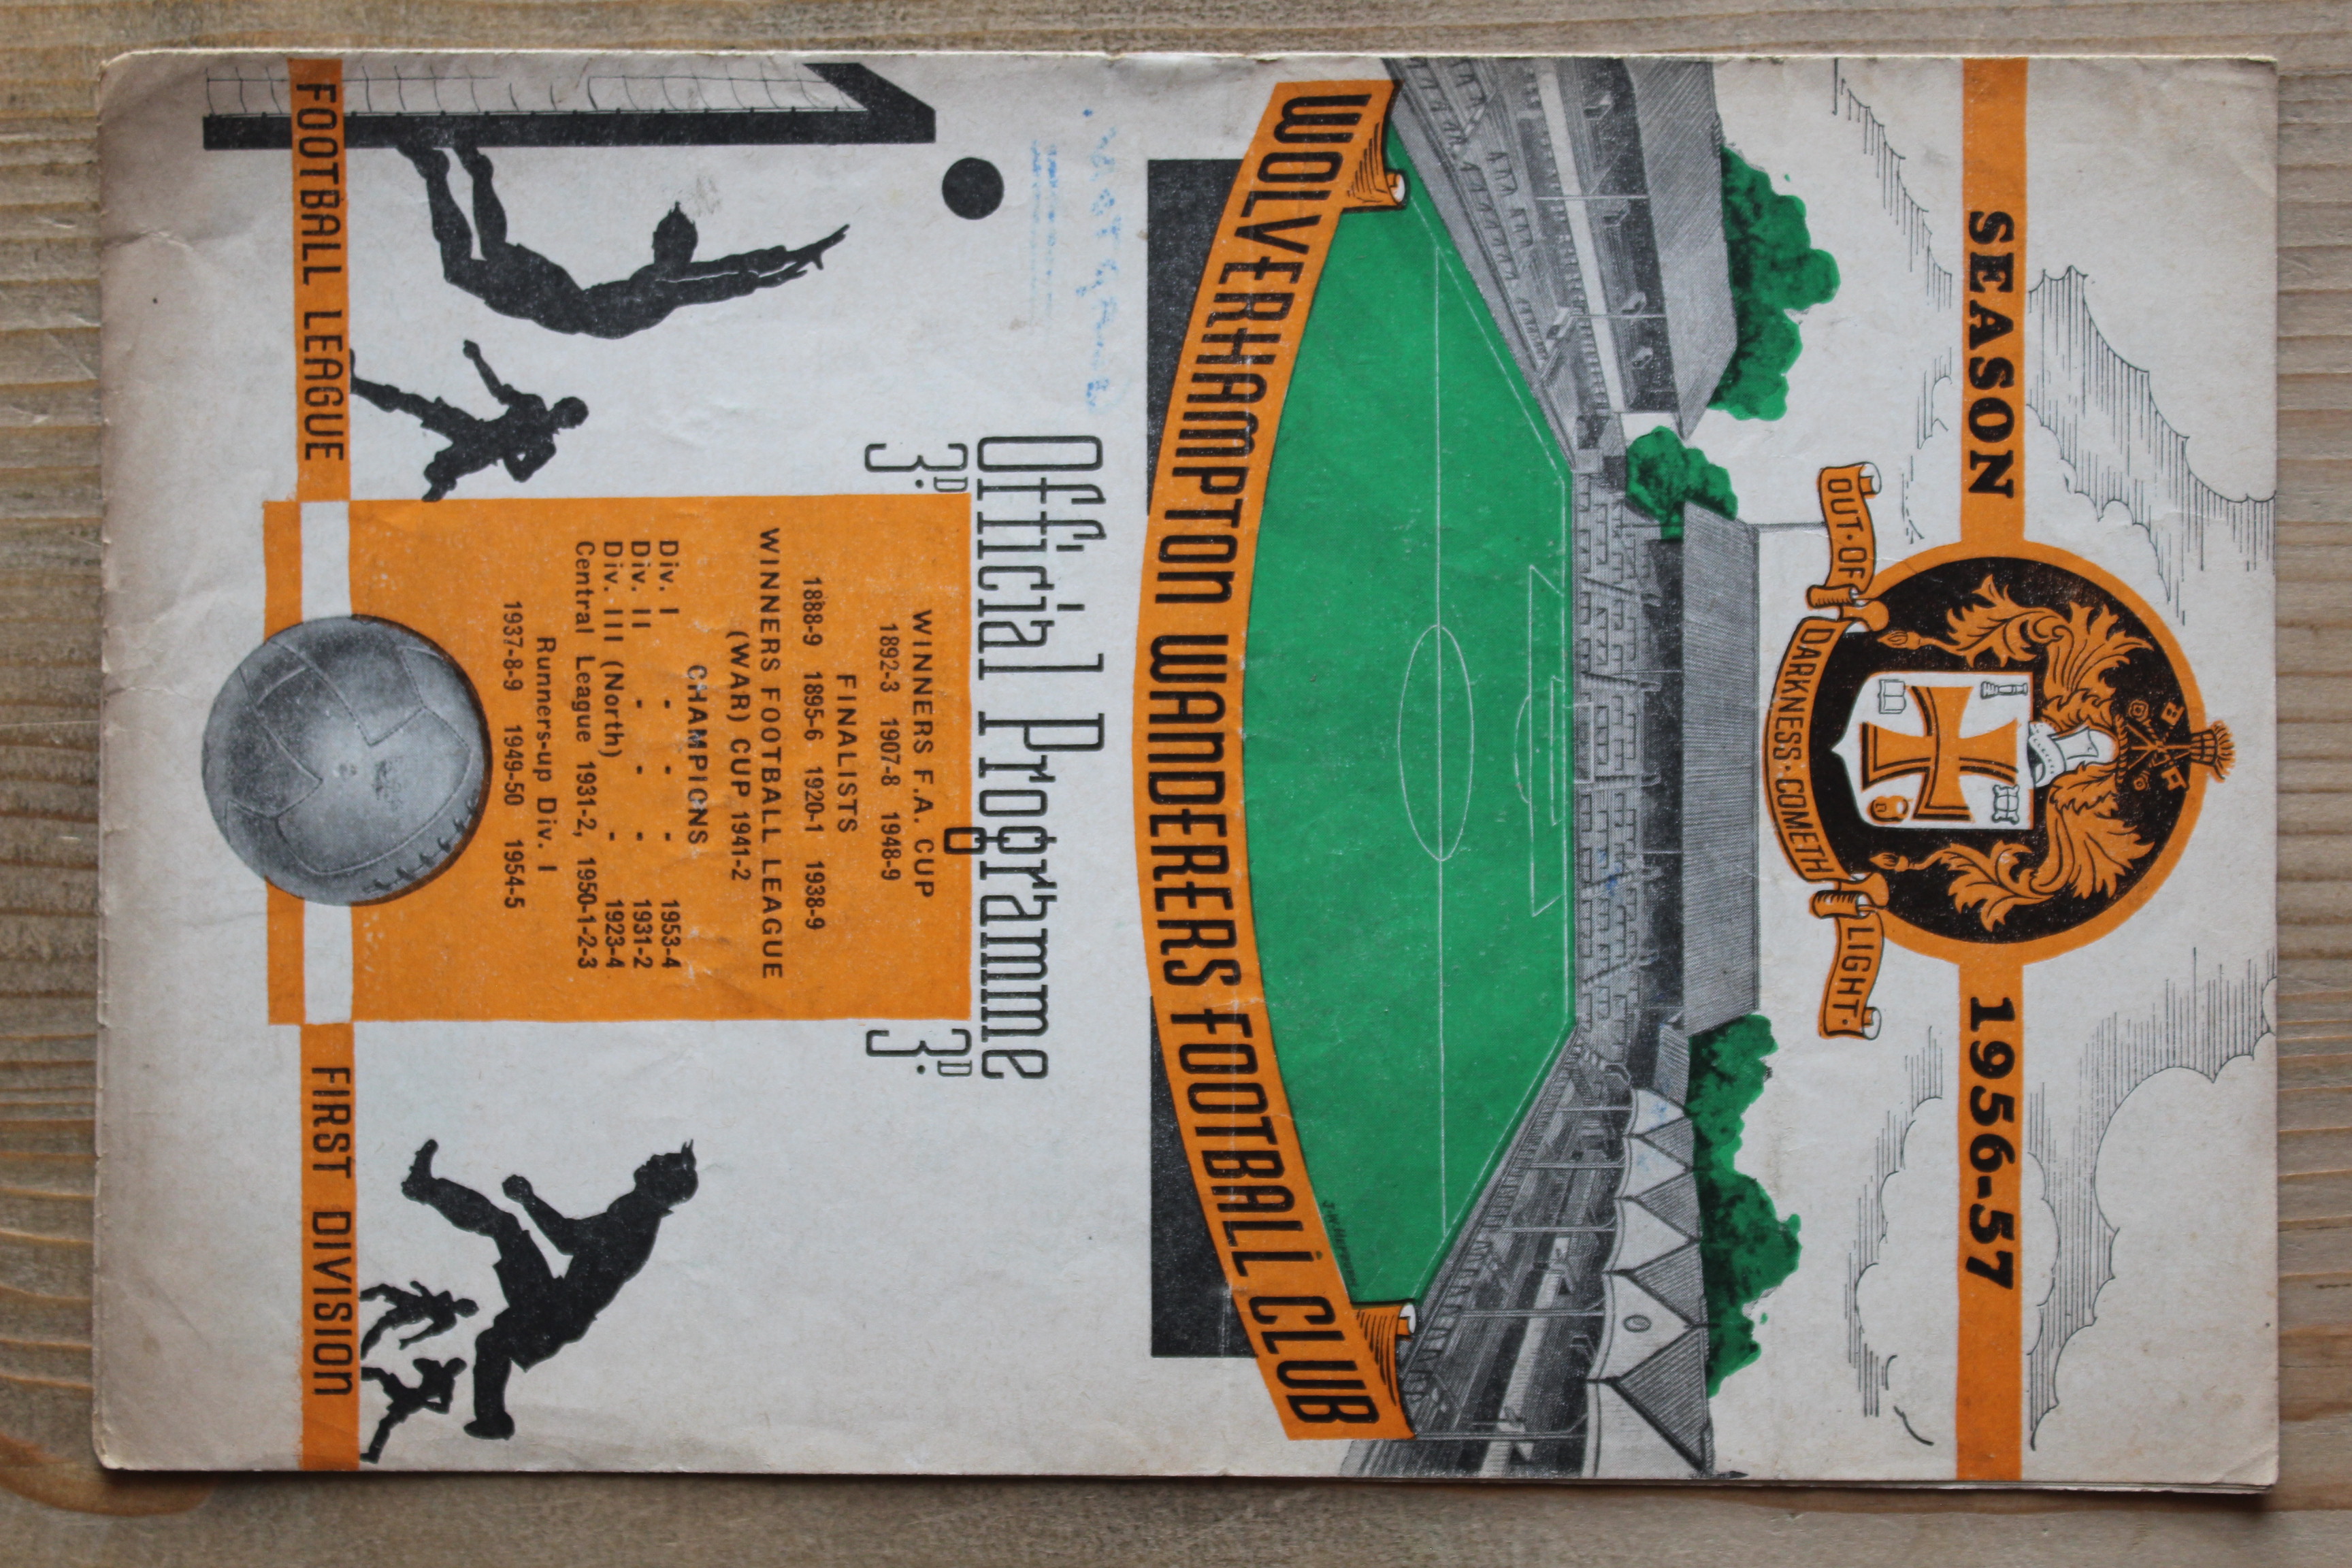 SEASON 1956-57
OUT·OF·DARKNESS·COMETH·LIGHT·
WOLVERHAMPTON WANDERERS FOOTBALL CLUB
Official Programme
3.D 3.D
WINNERS F.A. CUP
1892-3 1907-8 1948-9
FINALISTS
1888-9 1895-6 1920-1 1938-9
WINNERS FOOTBALL LEAGUE
(WAR) CUP 1941-2
CHAMPIONS
Div. I - - - 1953-4
Div. II - - - 1931-2
Div. III (North) - 1923-4
Central League 1931-2, 1950-1-2-3
Runners-up Div. I
1937-8-9 1949-50 1954-5
FOOTBALL LEAGUE FIRST DIVISION